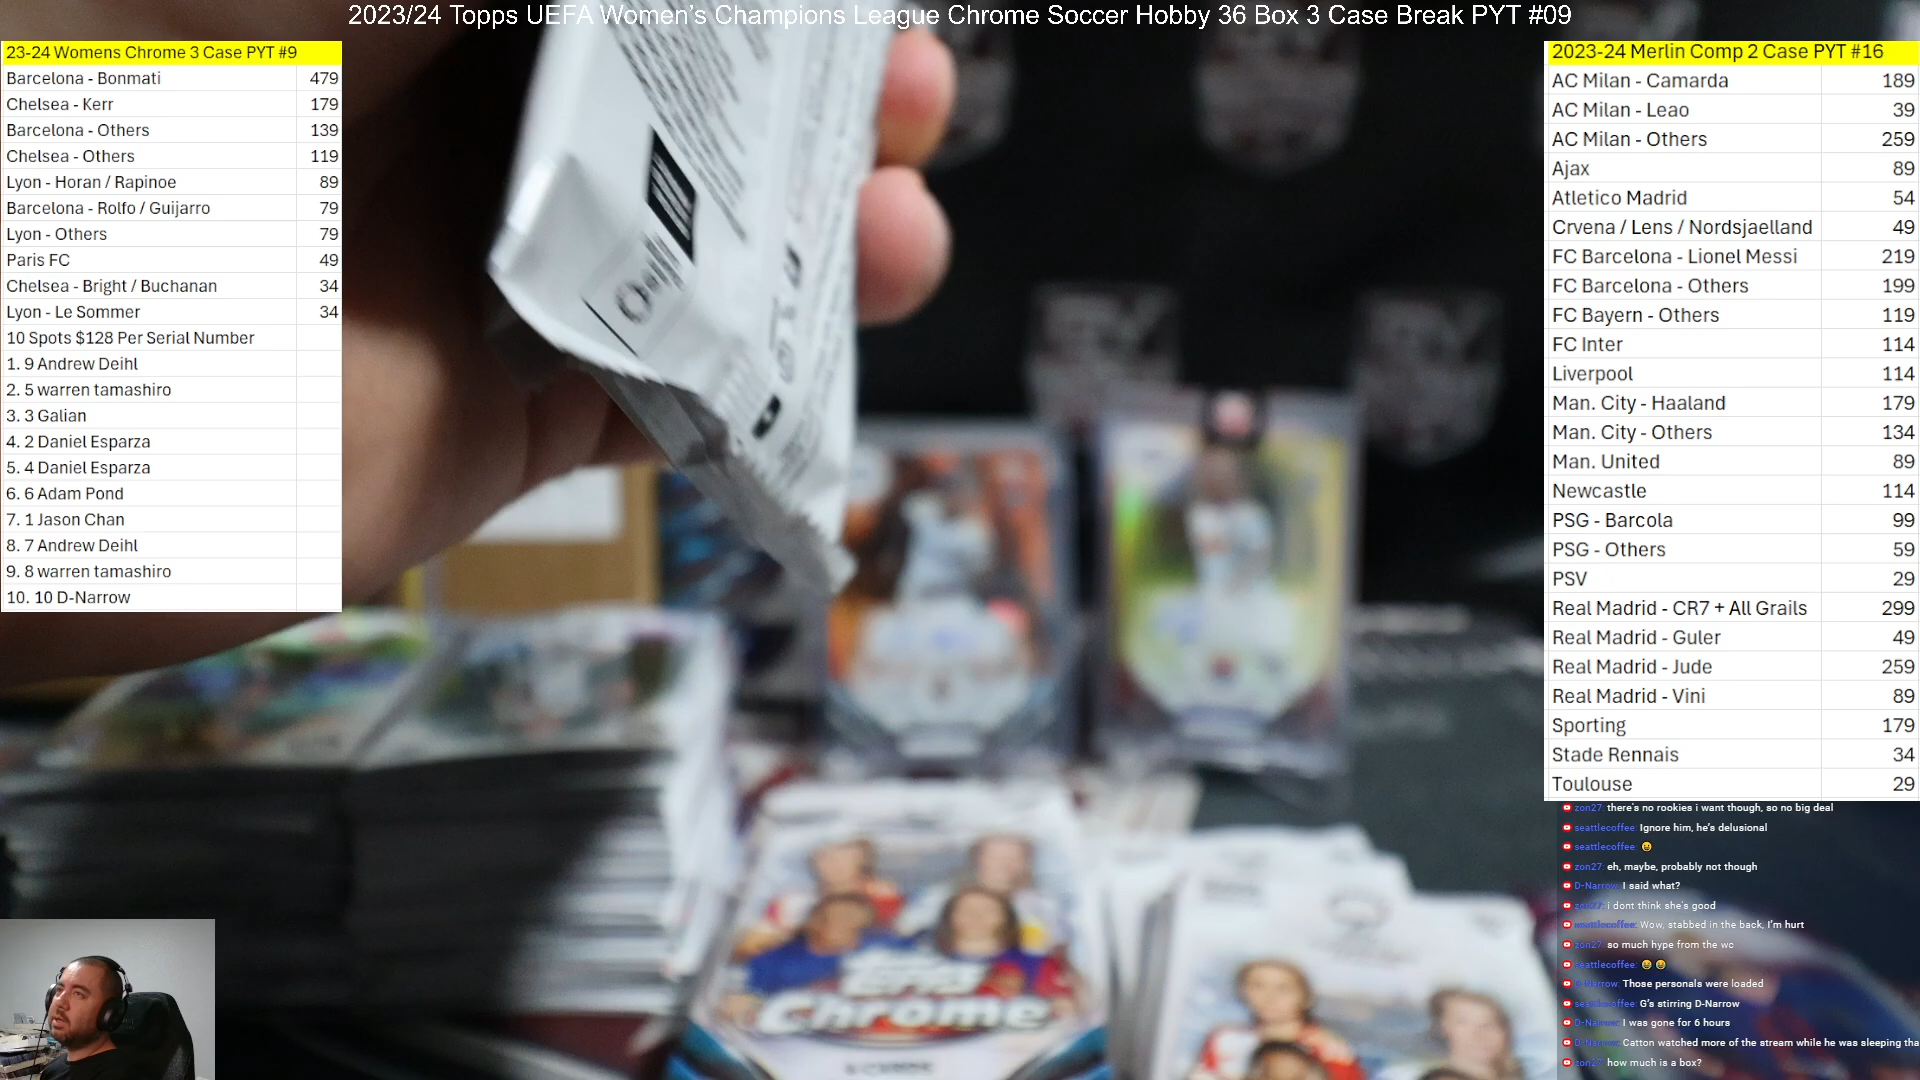 2023/24 Topps UEFA Women's Champions League Chrome Soccer Hobby 36 Box 3 Case Break PYT #09
23-24 Womens Chrome 3 Case PYT #9
Barcelona - Bonmati 479
Chelsea - Kerr 179
Barcelona - Others 139
Chelsea - Others 119
Lyon - Horan / Rapinoe 89
Barcelona - Rolfo / Guijarro 79
Lyon - Others 79
Paris FC 49
Chelsea - Bright / Buchanan 34
Lyon - Le Sommer 34
10 Spots $128 Per Serial Number
1. 9 Andrew Deihl
2. 5 warren tamashiro
3. 3 Galian
4. 2 Daniel Esparza
5. 4 Daniel Esparza
6. 6 Adam Pond
7. 1 Jason Chan
8. 7 Andrew Deihl
9. 8 warren tamashiro
10. 10 D-Narrow
2023-24 Merlin Comp 2 Case PYT #16
AC Milan - Camarda 189
AC Milan - Leao 39
AC Milan - Others 259
Ajax 89
Atletico Madrid 54
Crvena / Lens / Nordsjaelland 49
FC Barcelona - Lionel Messi 219
FC Barcelona - Others 199
FC Bayern - Others 119
FC Inter 114
Liverpool 114
Man. City - Haaland 179
Man. City - Others 134
Man. United 89
Newcastle 114
PSG - Barcola 99
PSG - Others 59
PSV 29
Real Madrid - CR7 + All Grails 299
Real Madrid - Guler 49
Real Madrid - Jude 259
Real Madrid - Vini 89
Sporting 179
Stade Rennais 34
Toulouse 29
zon27: there's no rookies i want though, so no big deal
seattlecoffee: Ignore him, he's delusional
seattlecoffee: 😀
zon27: eh, maybe, probably not though
D-Narrow: I said what?
zon27: i dont think she's good
seattlecoffee: Wow, stabbed in the back, I'm hurt
zon27: so much hype from the wc
seattlecoffee: 😀 😀
D-Narrow: Those personals were loaded
seattlecoffee: G's stirring D-Narrow
D-Narrow: I was gone for 6 hours
D-Narrow: Catton watched more of the stream while he was sleeping tha
zon27: how much is a box?
Topps
Chrome